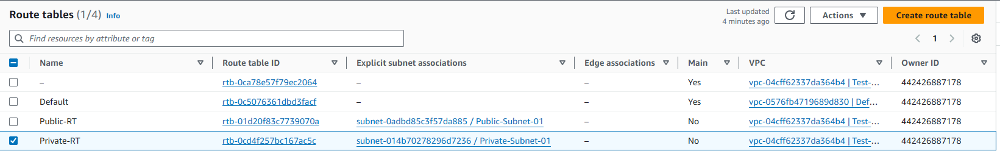 Route tables (1/4) Info
Last updated
4 minutes ago
Actions
Create route table
Find resources by attribute or tag
1
Name Route table ID Explicit subnet associations Edge associations Main VPC Owner ID
– rtb-0ca78e57f79ec2064 – – Yes vpc-04cff62337da364b4 | Test-... 442426887178
Default rtb-0c5076361dbd3facf – – Yes vpc-0576fb4719689d830 | Def... 442426887178
Public-RT rtb-01d20f83c7739070a subnet-0adbd85c3f57da885 / Public-Subnet-01 – No vpc-04cff62337da364b4 | Test-... 442426887178
Private-RT rtb-0cd4f257bc167ac5c subnet-014b70278296d7236 / Private-Subnet-01 – No vpc-04cff62337da364b4 | Test-... 442426887178